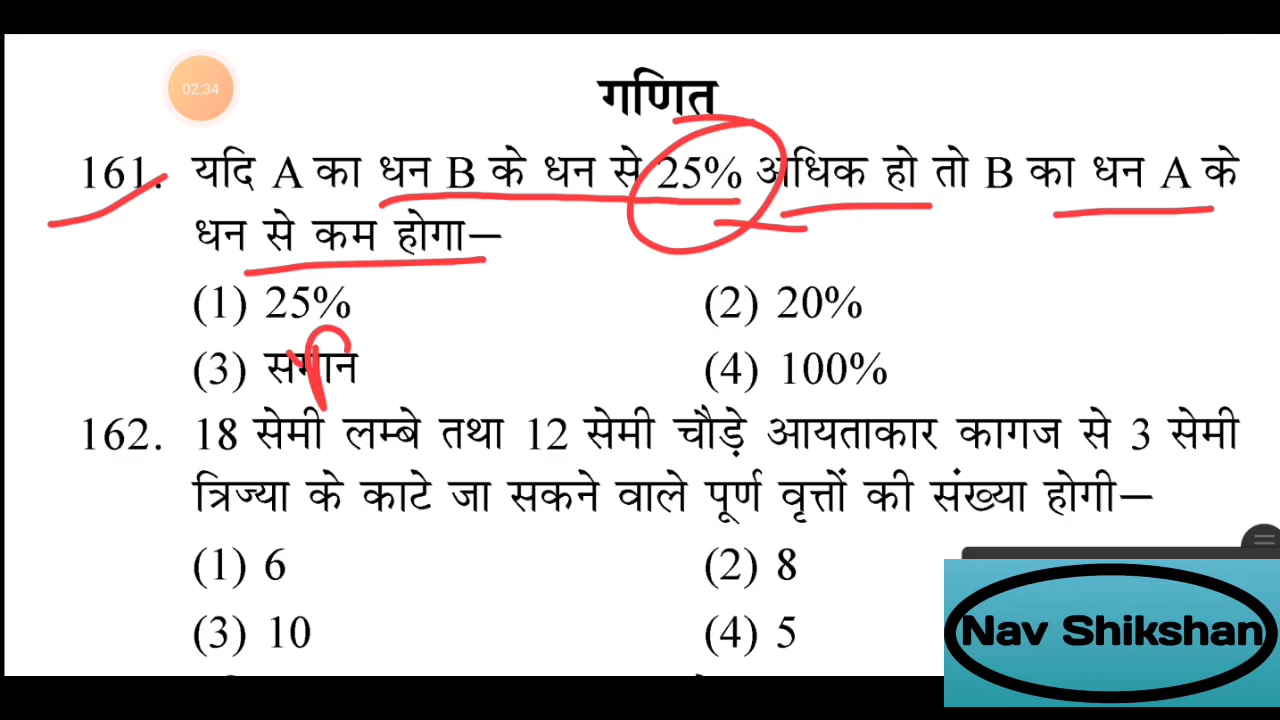 02:34
गणित
161. यदि A का धन B के धन से 25% अधिक हो तो B का धन A के
धन से कम होगा–
(1) 25% (2) 20%
(3) समान (4) 100%
162. 18 सेमी लम्बे तथा 12 सेमी चौड़े आयताकार कागज से 3 सेमी
त्रिज्या के काटे जा सकने वाले पूर्ण वृत्तों की संख्या होगी–
(1) 6 (2) 8
(3) 10 (4) 5
Nav Shikshan